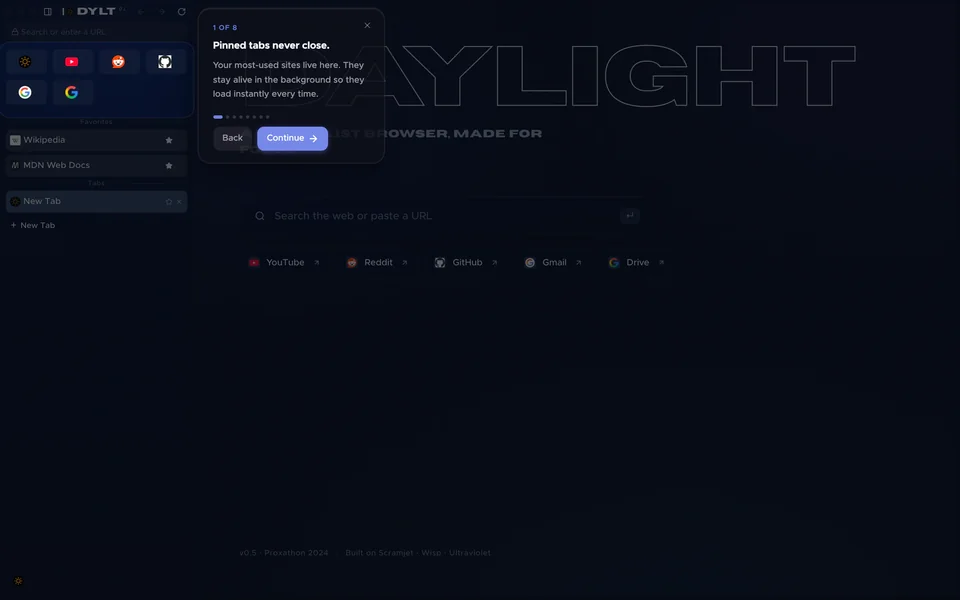 DYLT
Search or enter a URL
Favorites
Wikipedia
MDN Web Docs
Tabs
New Tab
+ New Tab
1 OF 8
Pinned tabs never close.
Your most-used sites live here. They
stay alive in the background so they
load instantly every time.
Back
Continue
DAYLIGHT
BROWSER, MADE FOR
Search the web or paste a URL
YouTube
Reddit
GitHub
Gmail
Drive
v0.5 · Proxathon 2024
Built on Scramjet · Wisp · Ultraviolet